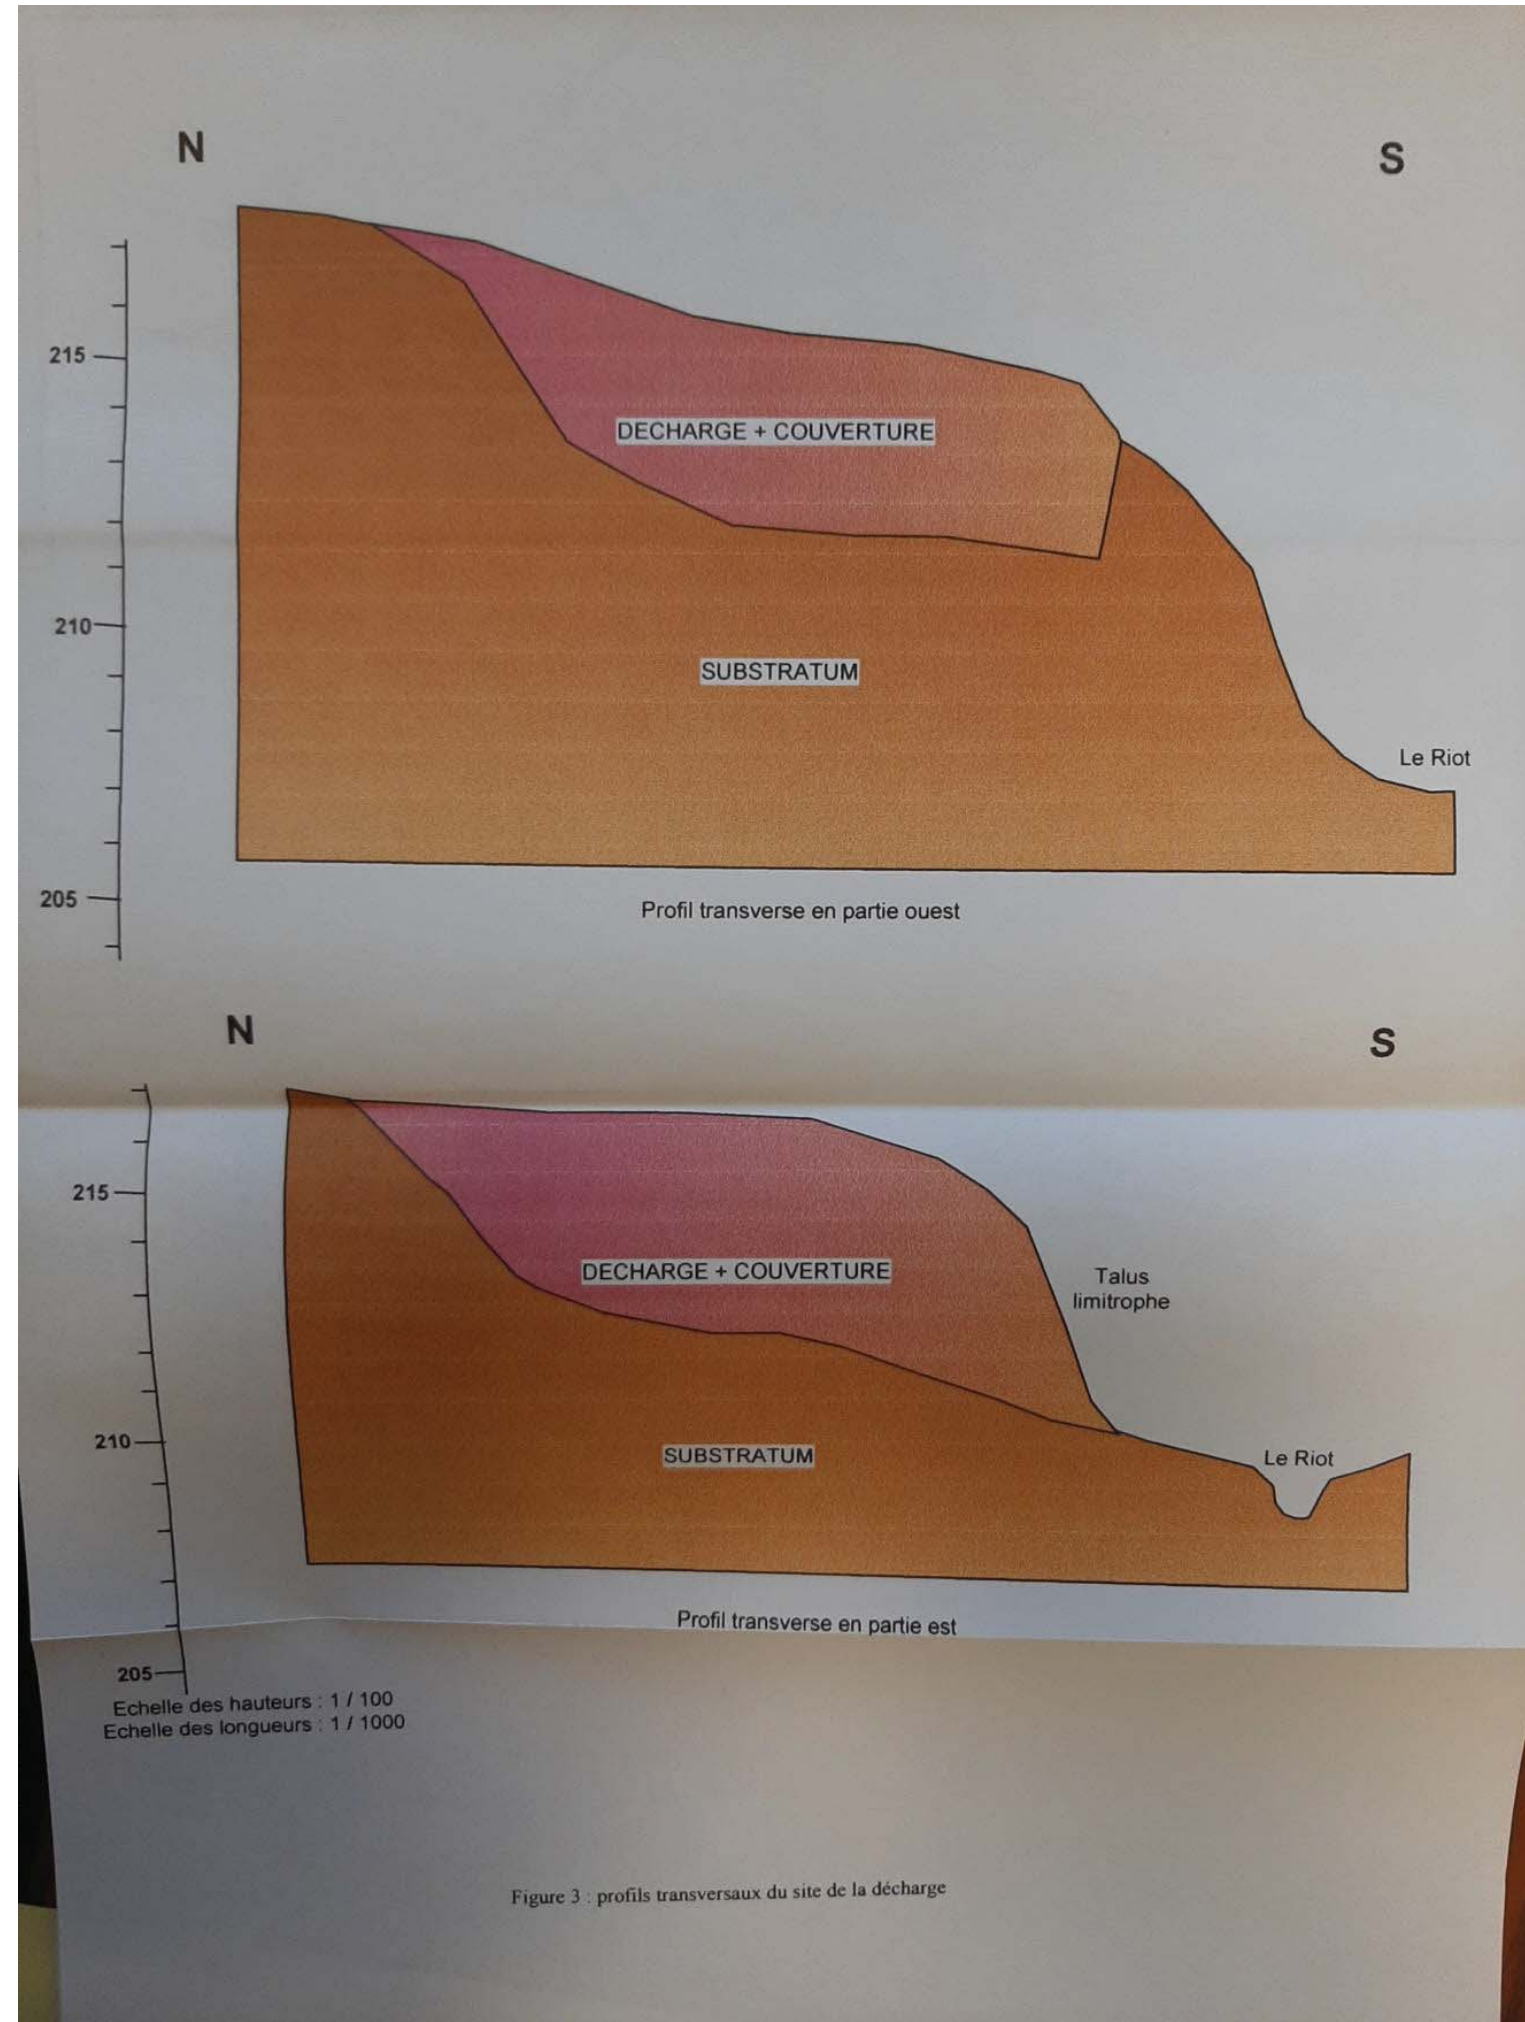 N
S
215
DECHARGE + COUVERTURE
210
SUBSTRATUM
Le Riot
205
Profil transverse en partie ouest
N
S
215
DECHARGE + COUVERTURE
Talus
limitrophe
210
SUBSTRATUM
Le Riot
Profil transverse en partie est
205
Echelle des hauteurs : 1 / 100
Echelle des longueurs : 1 / 1000
Figure 3 : profils transversaux du site de la décharge